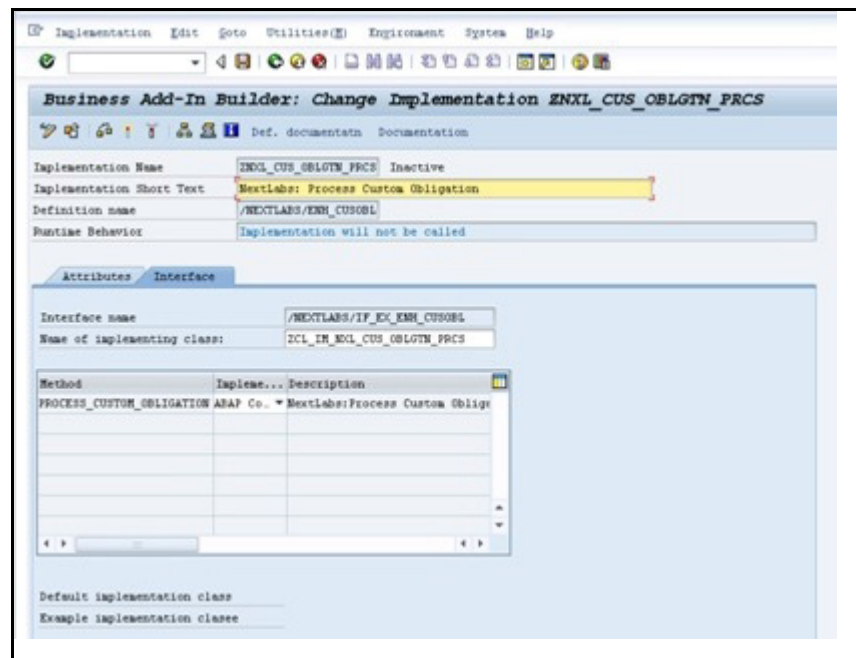 Implementation Edit Goto Utilities(M) Environment System Help
Business Add-In Builder: Change Implementation ZNXL_CUS_OBLGTN_PRCS
Def. documentatn Documentation
Implementation Name ZNXL_CUS_OBLGTN_PRCS Inactive
Implementation Short Text NextLabs: Process Custom Obligation
Definition name /NEXTLABS/ENH_CUSOBL
Runtime Behavior Implementation will not be called
Attributes Interface
Interface name /NEXTLABS/IF_EX_ENH_CUSOBL
Name of implementing class: ZCL_IM_NXL_CUS_OBLGTN_PRCS
Method Impleme... Description
PROCESS_CUSTOM_OBLIGATION ABAP Co... NextLabs:Process Custom Oblig
Default implementation class
Example implementation classe